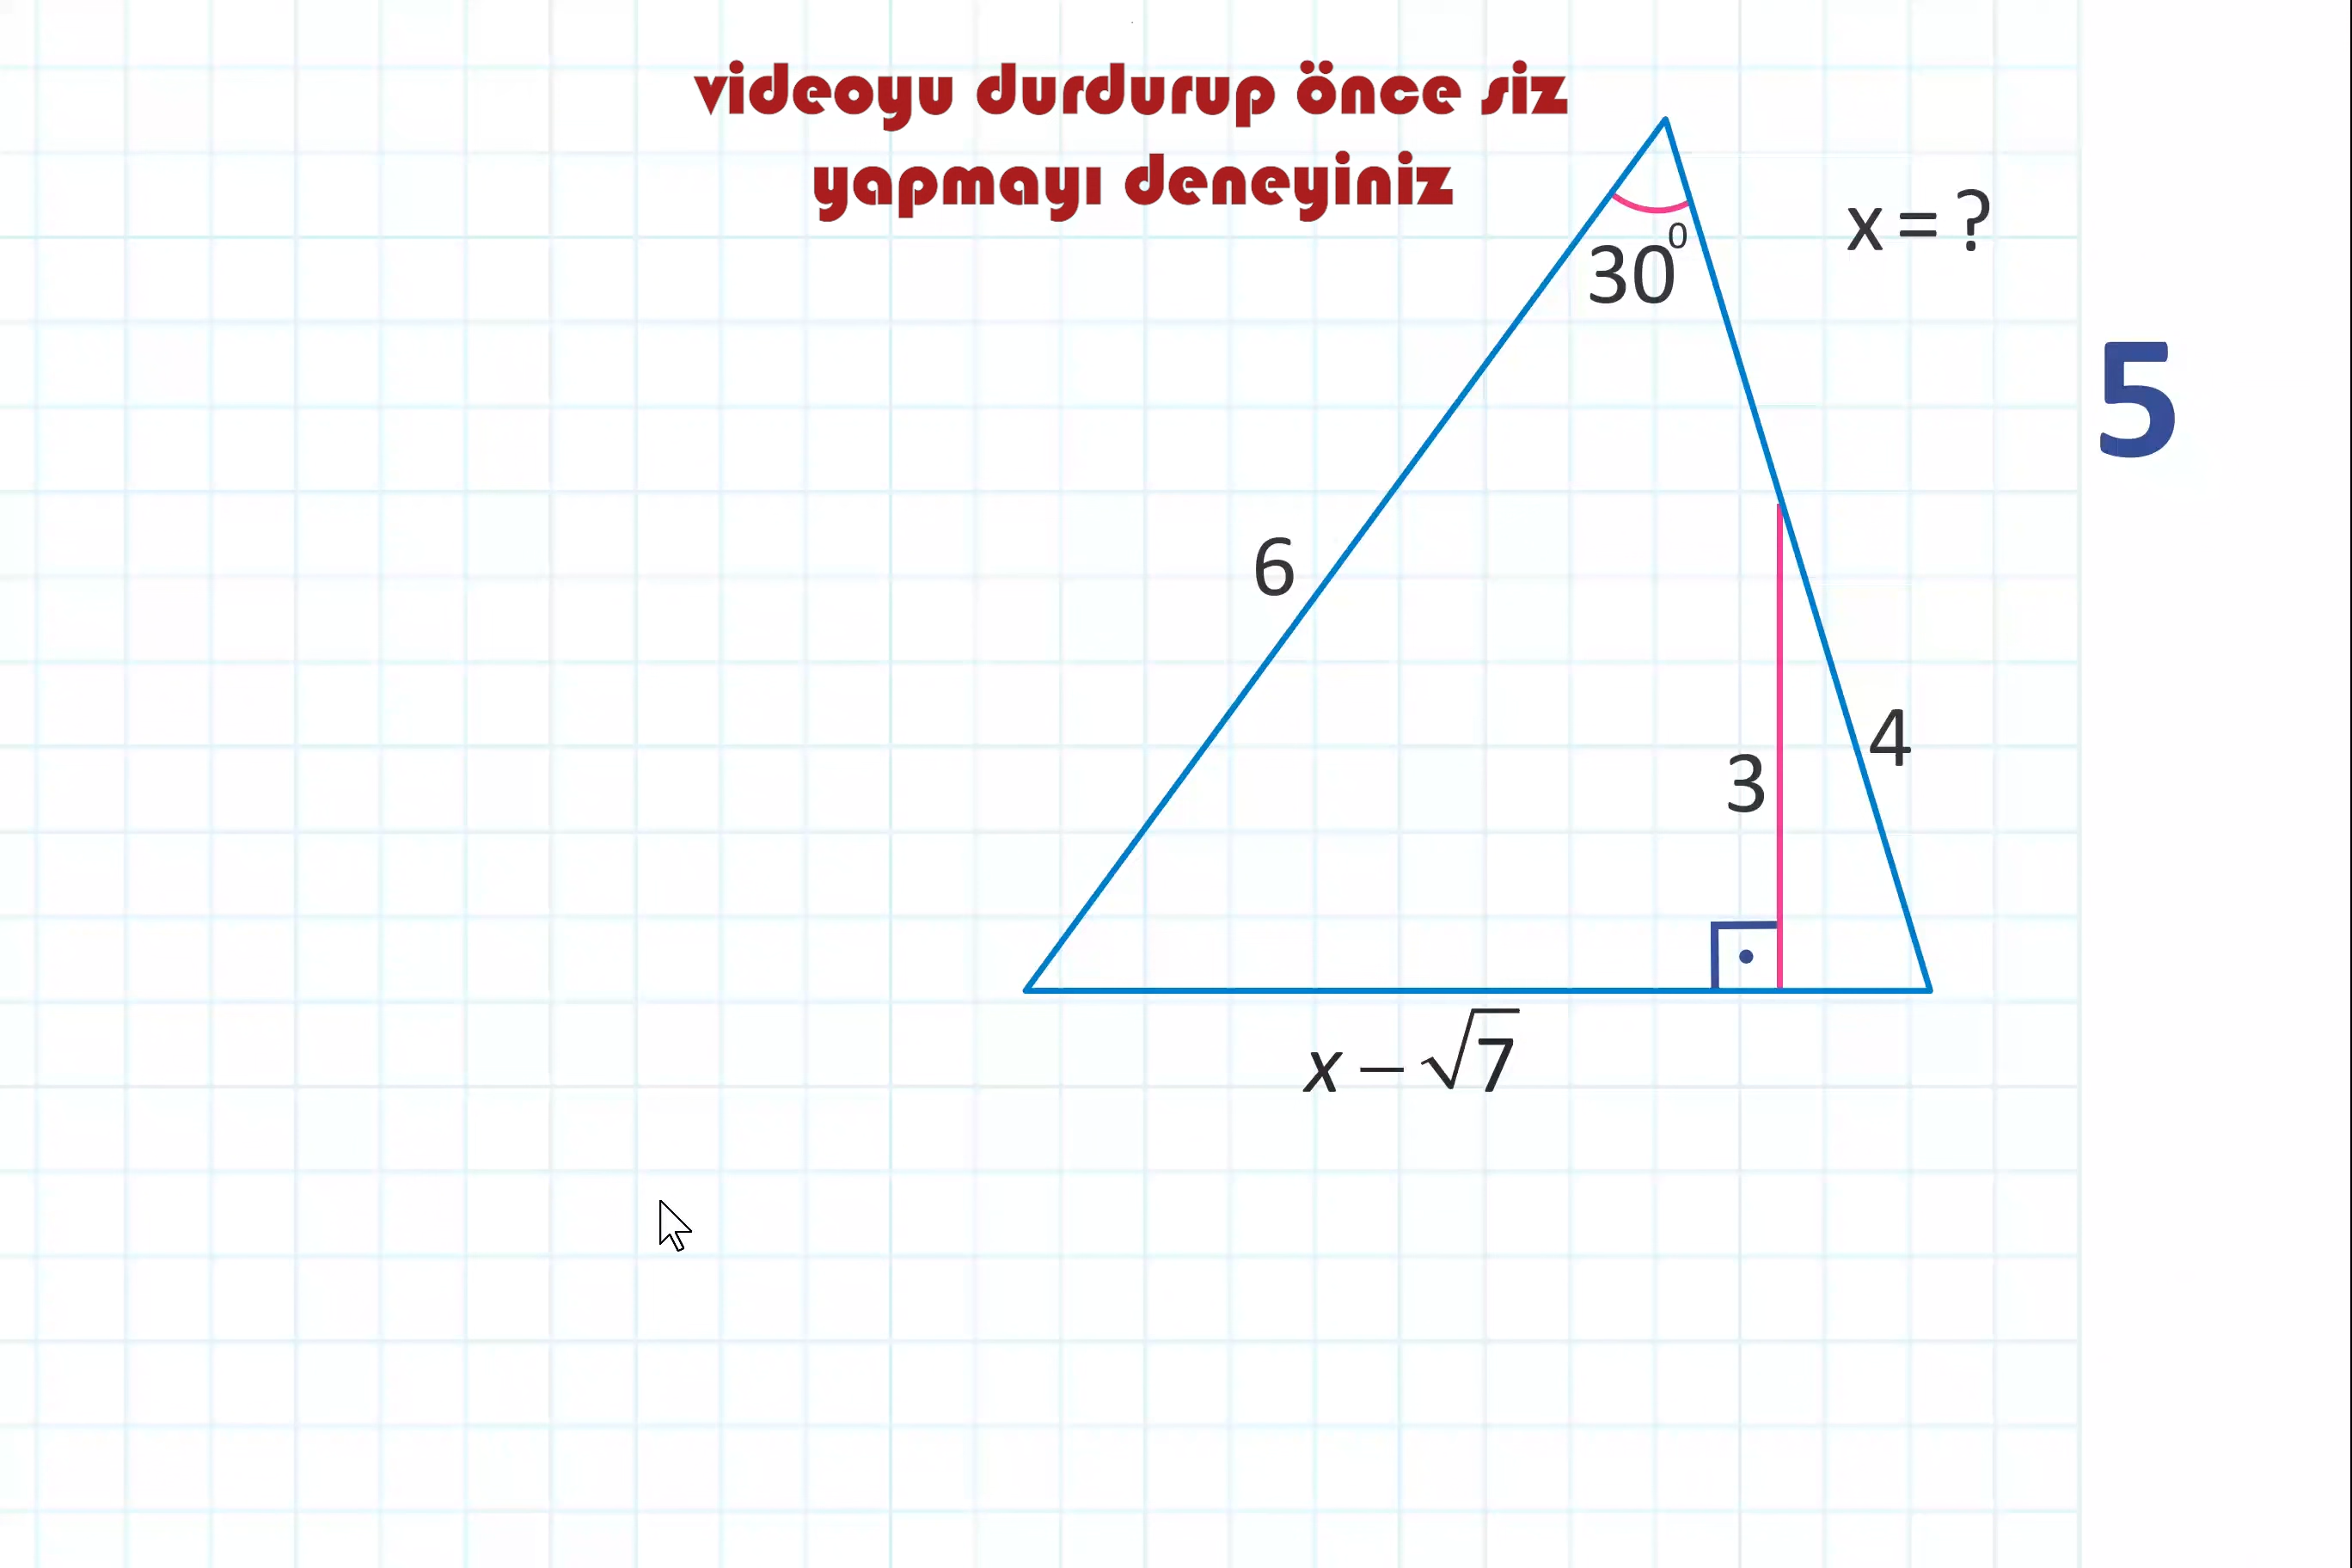 videoyu durdurup önce siz
yapmayı deneyiniz
x = ?
30⁰
5
6
4
3
x − √7